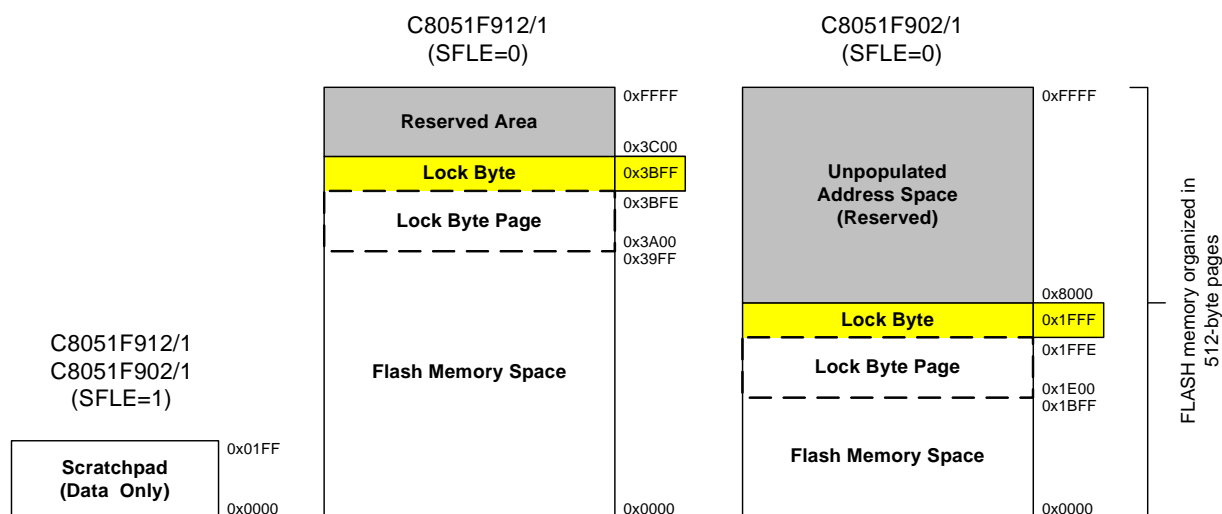 C8051F912/1
(SFLE=0)
0xFFFF
Reserved Area
0x3C00
Lock Byte
0x3BFF
0x3BFE
Lock Byte Page
0x3A00
0x39FF
Flash Memory Space
0x0000
C8051F902/1
(SFLE=0)
0xFFFF
Unpopulated
Address Space
(Reserved)
0x8000
Lock Byte
0x1FFF
0x1FFE
Lock Byte Page
0x1E00
0x1BFF
Flash Memory Space
0x0000
C8051F912/1
C8051F902/1
(SFLE=1)
0x01FF
Scratchpad
(Data Only)
0x0000
FLASH memory organized in
512-byte pages